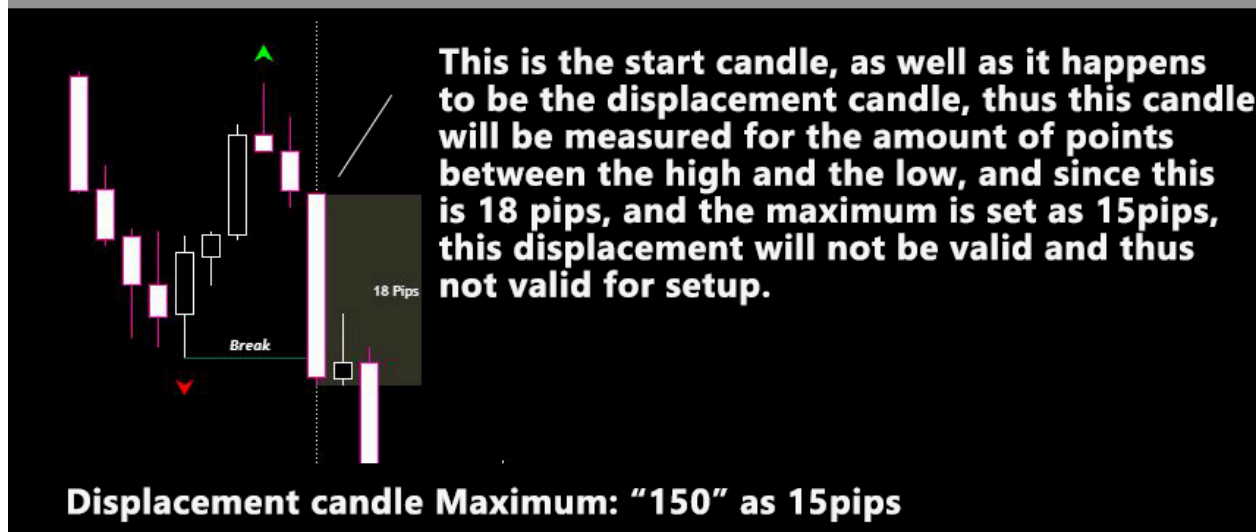 This is the start candle, as well as it happens
to be the displacement candle, thus this candle
will be measured for the amount of points
between the high and the low, and since this
is 18 pips, and the maximum is set as 15pips,
this displacement will not be valid and thus
not valid for setup.
18 Pips
Break
Displacement candle Maximum: “150” as 15pips